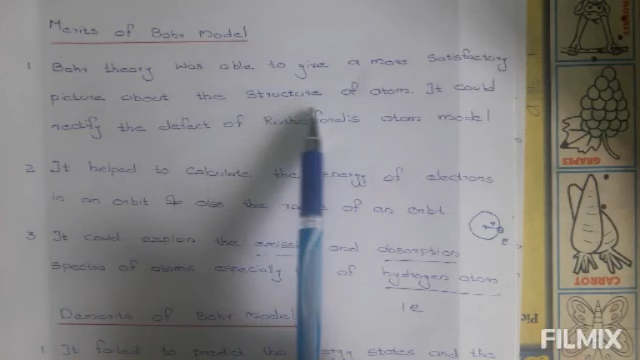 Merits of Bohr Model
1 Bohr theory was able to give a more satisfactory
picture about the structure of atom. It could
rectify the defect of atom model
2 It helped to calculate the energy of electrons
in an orbit & also the of an orbit
3 It could explain the and absorption
spectra of atoms especially of hydrogen atom
1e
Demerits of Bohr Model
1 It failed to predict the states and the
e
GRAPES
CARROT
Pic
FILMIX